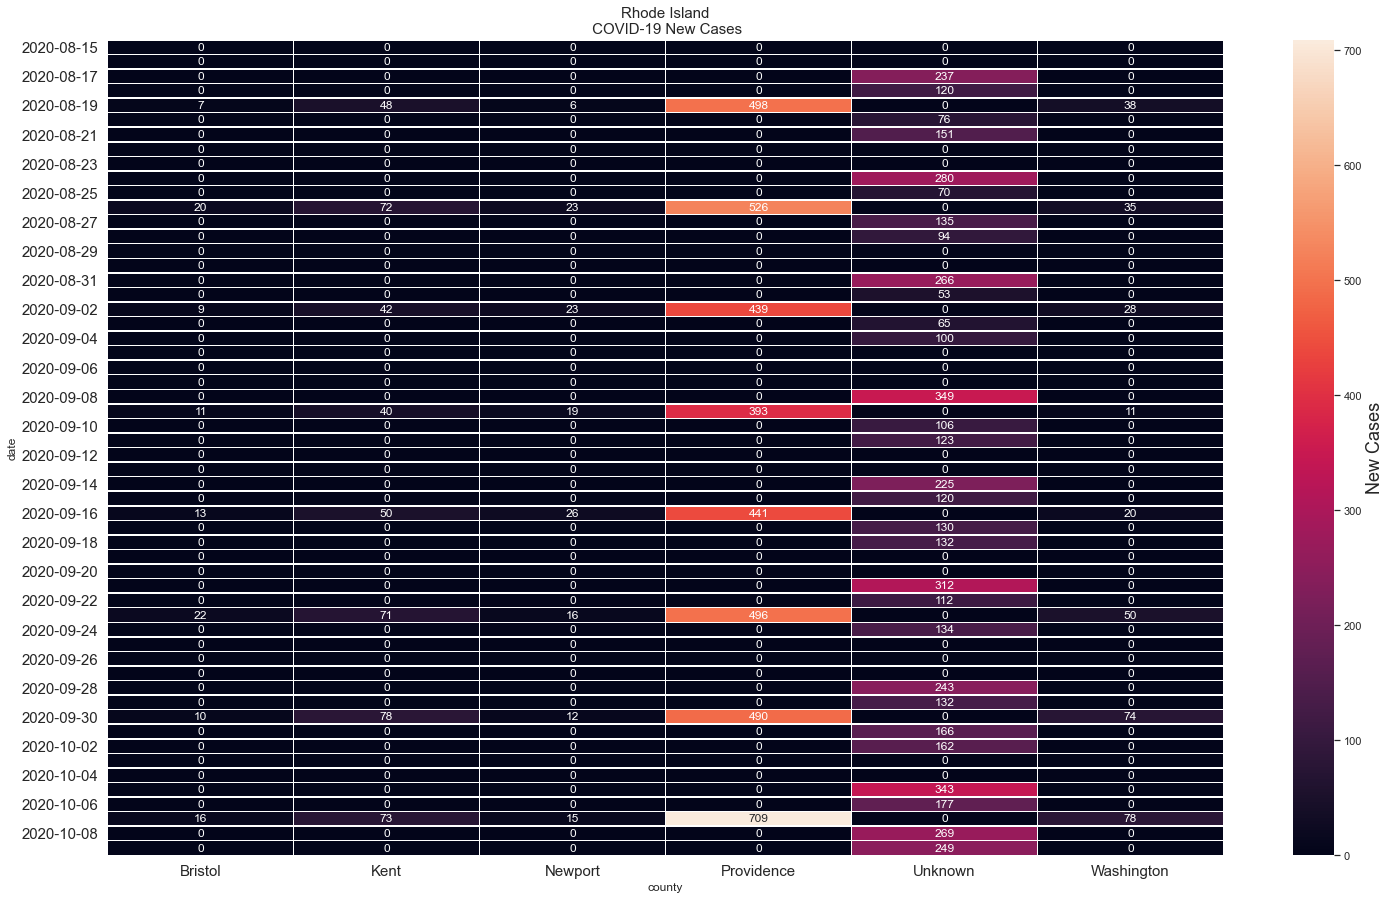 Rhode Island
COVID-19 New Cases
2020-08-15 0 0 0 0 0 0
0 0 0 0 0 0
2020-08-17 0 0 0 0 237 0
0 0 0 0 120 0
2020-08-19 7 48 6 498 0 38
0 0 0 0 76 0
2020-08-21 0 0 0 0 151 0
0 0 0 0 0 0
2020-08-23 0 0 0 0 0 0
0 0 0 0 280 0
2020-08-25 0 0 0 0 70 0
20 72 23 526 0 35
2020-08-27 0 0 0 0 135 0
0 0 0 0 94 0
2020-08-29 0 0 0 0 0 0
0 0 0 0 0 0
2020-08-31 0 0 0 0 266 0
0 0 0 0 53 0
2020-09-02 9 42 23 439 0 28
0 0 0 0 65 0
2020-09-04 0 0 0 0 100 0
0 0 0 0 0 0
2020-09-06 0 0 0 0 0 0
0 0 0 0 0 0
2020-09-08 0 0 0 0 349 0
11 40 19 393 0 11
2020-09-10 0 0 0 0 106 0
0 0 0 0 123 0
2020-09-12 0 0 0 0 0 0
0 0 0 0 0 0
2020-09-14 0 0 0 0 225 0
0 0 0 0 120 0
2020-09-16 13 50 26 441 0 20
0 0 0 0 130 0
2020-09-18 0 0 0 0 132 0
0 0 0 0 0 0
2020-09-20 0 0 0 0 0 0
0 0 0 0 312 0
2020-09-22 0 0 0 0 112 0
22 71 16 496 0 50
2020-09-24 0 0 0 0 134 0
0 0 0 0 0 0
2020-09-26 0 0 0 0 0 0
0 0 0 0 0 0
2020-09-28 0 0 0 0 243 0
0 0 0 0 132 0
2020-09-30 10 78 12 490 0 74
0 0 0 0 166 0
2020-10-02 0 0 0 0 162 0
0 0 0 0 0 0
2020-10-04 0 0 0 0 0 0
0 0 0 0 343 0
2020-10-06 0 0 0 0 177 0
16 73 15 709 0 78
2020-10-08 0 0 0 0 269 0
0 0 0 0 249 0
Bristol Kent Newport Providence Unknown Washington
county
date
700
600
500
400
300
200
100
0
New Cases